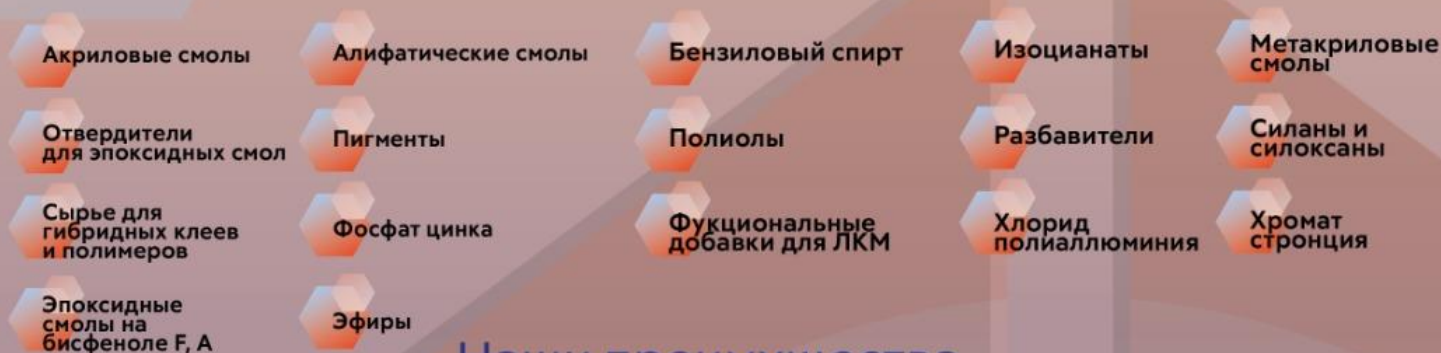 Акриловые смолы
Алифатические смолы
Бензиловый спирт
Изоцианаты
Метакриловые
смолы
Отвердители
для эпоксидных смол
Пигменты
Полиолы
Разбавители
Силаны и
силоксаны
Сырье для
гибридных клеев
и полимеров
Фосфат цинка
Фукциональные
добавки для ЛКМ
Хлорид
полиаллюминия
Хромат
стронция
Эпоксидные
смолы на
бисфеноле F, A
Эфиры
Наши